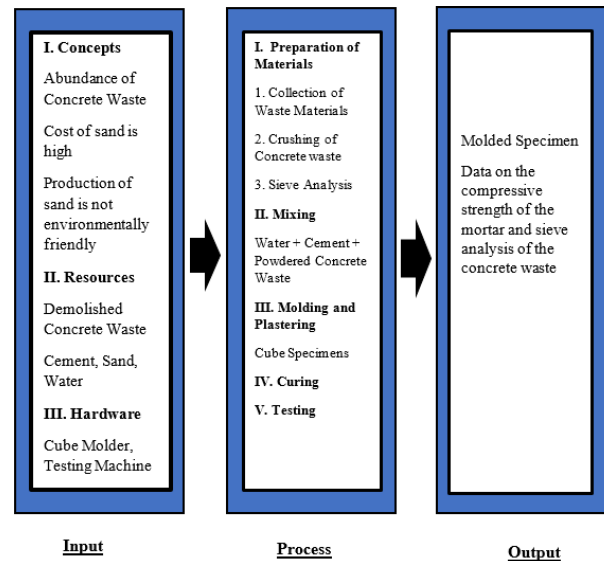 I. Concepts
Abundance of
Concrete Waste
Cost of sand is
high
Production of
sand is not
environmentally
friendly
II. Resources
Demolished
Concrete Waste
Cement, Sand,
Water
III. Hardware
Cube Molder,
Testing Machine
Input
I. Preparation of
Materials
1. Collection of
Waste Materials
2. Crushing of
Concrete waste
3. Sieve Analysis
II. Mixing
Water + Cement +
Powdered Concrete
Waste
III. Molding and
Plastering
Cube Specimens
IV. Curing
V. Testing
Process
Molded Specimen
Data on the
compressive
strength of the
mortar and sieve
analysis of the
concrete waste
Output